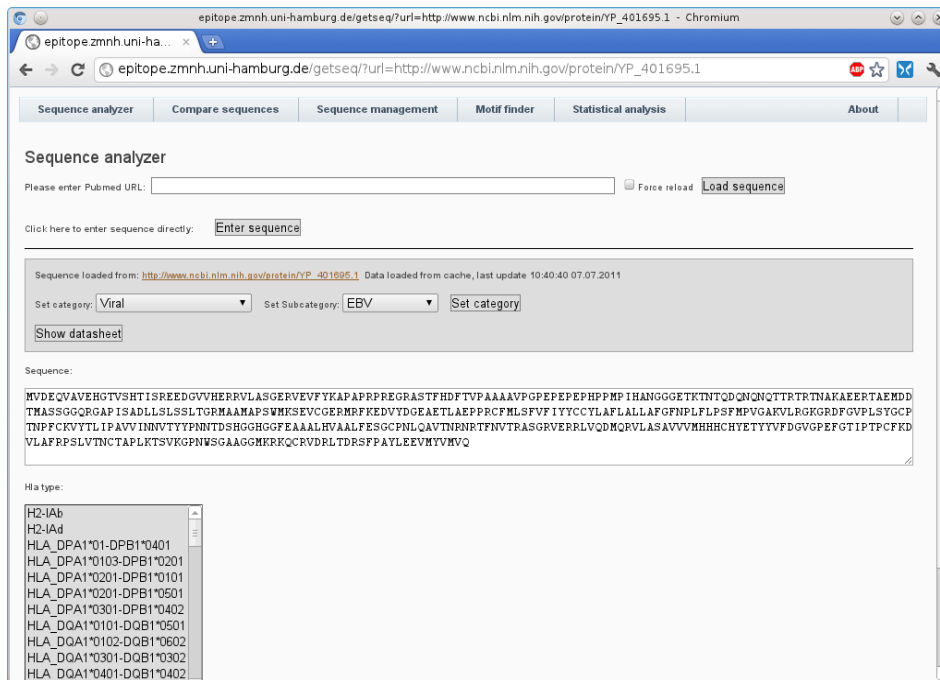 epitope.zmnh.uni-hamburg.de/getseq/?url=http://www.ncbi.nlm.nih.gov/protein/YP_401695.1 - Chromium
epitope.zmnh.uni-ha...
epitope.zmnh.uni-hamburg.de/getseq/?url=http://www.ncbi.nlm.nih.gov/protein/YP_401695.1
ABP
Sequence analyzer Compare sequences Sequence management Motif finder Statistical analysis About
Sequence analyzer
Please enter Pubmed URL: Force reload Load sequence
Click here to enter sequence directly: Enter sequence
Sequence loaded from: http://www.ncbi.nlm.nih.gov/protein/YP_401695.1 Data loaded from cache, last update 10:40:40 07.07.2011
Set category: Viral Set Subcategory: EBV Set category
Show datasheet
Sequence:
MVDEQVAVEHGTVSHTISREEDGVVHERRVLASGERVEVFYKAPAPRPREGRASTFHDFTVPAAAAVPGPEPEPEPHPPMPIHANGGGETKTNTQDQNQNQTTRTRTNAKAEERTAEMDD
TMASSGGQRGAPISADLLSLSSLTGRMAAMAPSWMKSEVCGERMRFKEDVYDGEAETLAEPPRCFMLSFVFIYYCCYLAFLALLAFGFNPLFLPSFMPVGAKVLRGKGRDFGVPLSYGCP
TNPFCKVYTLIPAVVINNVTYYPNNTDSHGGHGGFEAAALHVAALFESGCPNLQAVTNRNRTFNVTRASGRVERRLVQDMQRVLASAVVVMHHHCHYETYYVFDGVGPEFGTIPTPCFKD
VLAFRPSLVTNCTAPLKTSVKGPNWSGAAGGMKRKQCRVDRLTDRSFPAYLEEVMYVMVQ
Hla type:
H2-IAb
H2-IAd
HLA_DPA1*01-DPB1*0401
HLA_DPA1*0103-DPB1*0201
HLA_DPA1*0201-DPB1*0101
HLA_DPA1*0201-DPB1*0501
HLA_DPA1*0301-DPB1*0402
HLA_DQA1*0101-DQB1*0501
HLA_DQA1*0102-DQB1*0602
HLA_DQA1*0301-DQB1*0302
HLA_DQA1*0401-DQB1*0402